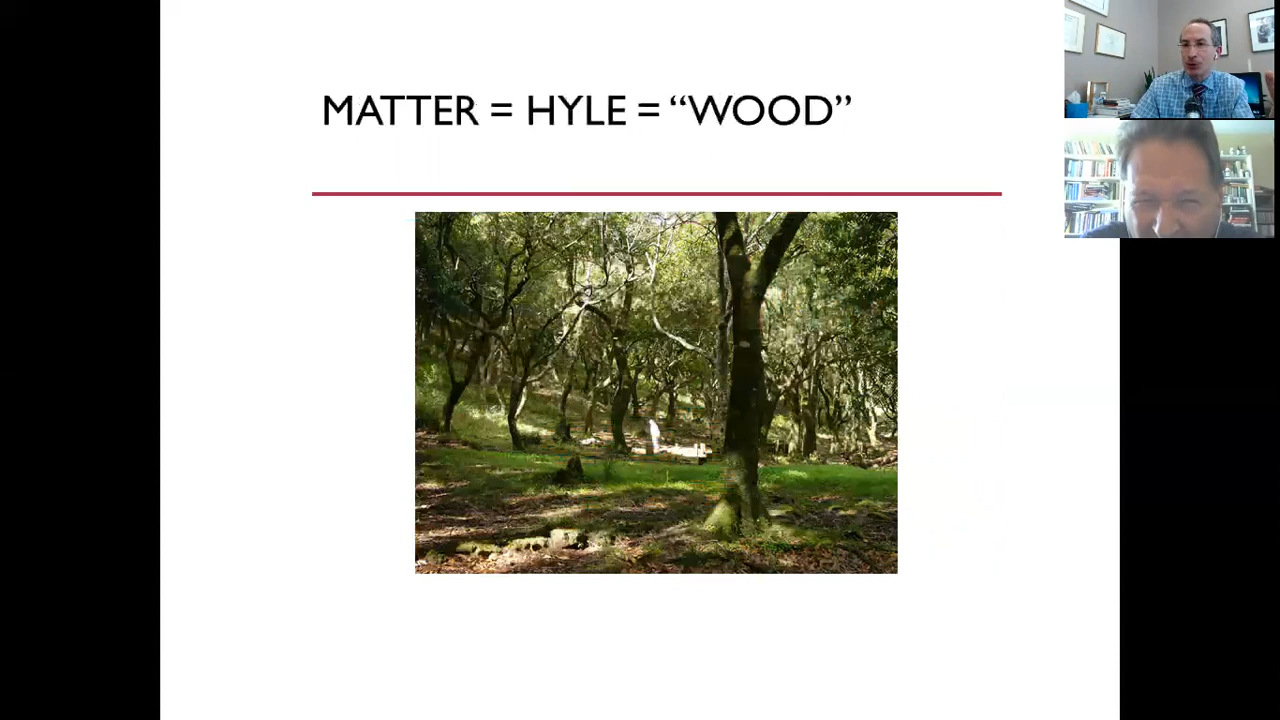 MATTER = HYLE = “WOOD”